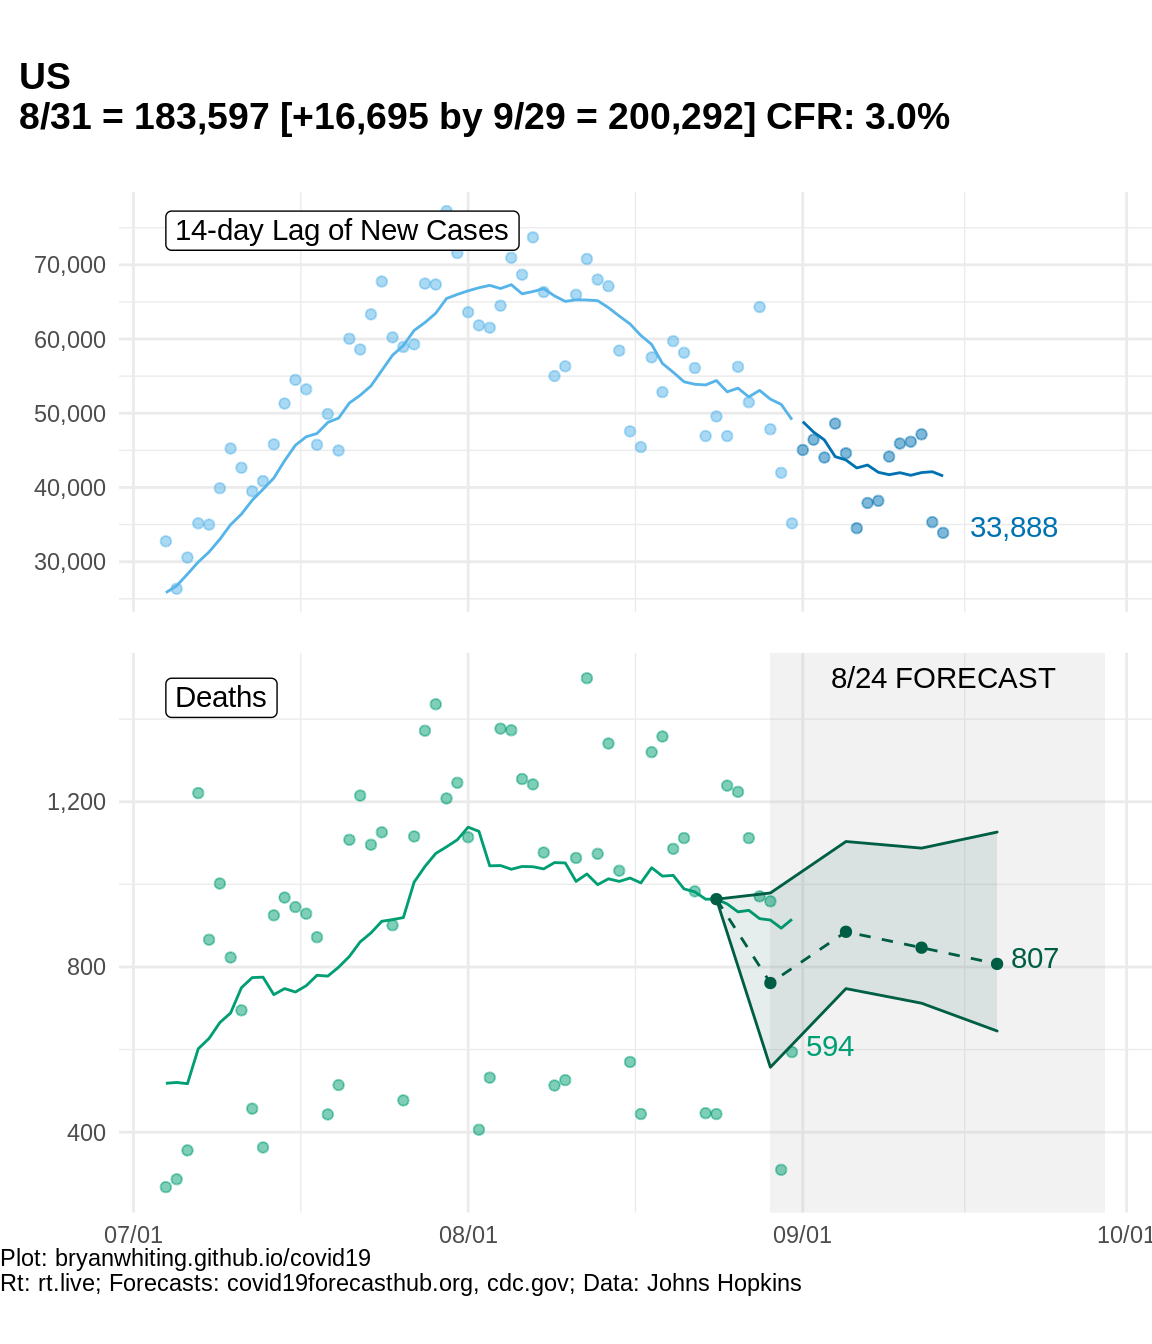 US
8/31 = 183,597 [+16,695 by 9/29 = 200,292] CFR: 3.0%
14-day Lag of New Cases
70,000
60,000
50,000
40,000
30,000
33,888
8/24 FORECAST
Deaths
1,200
800
400
807
594
07/01
08/01
09/01
10/01
Plot: bryanwhiting.github.io/covid19
Rt: rt.live; Forecasts: covid19forecasthub.org, cdc.gov; Data: Johns Hopkins